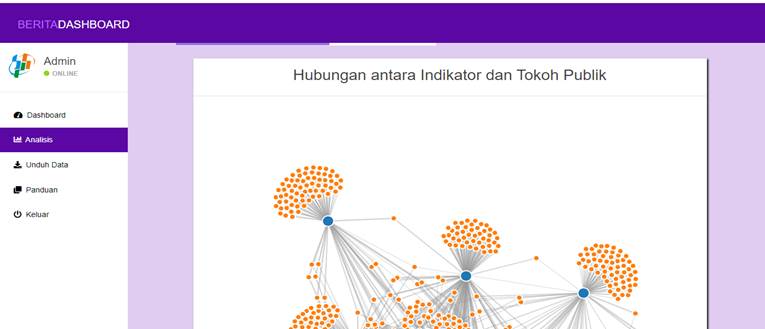 BERITADASHBOARD
Admin
ONLINE
Dashboard
Analisis
Unduh Data
Panduan
Keluar
Hubungan antara Indikator dan Tokoh Publik